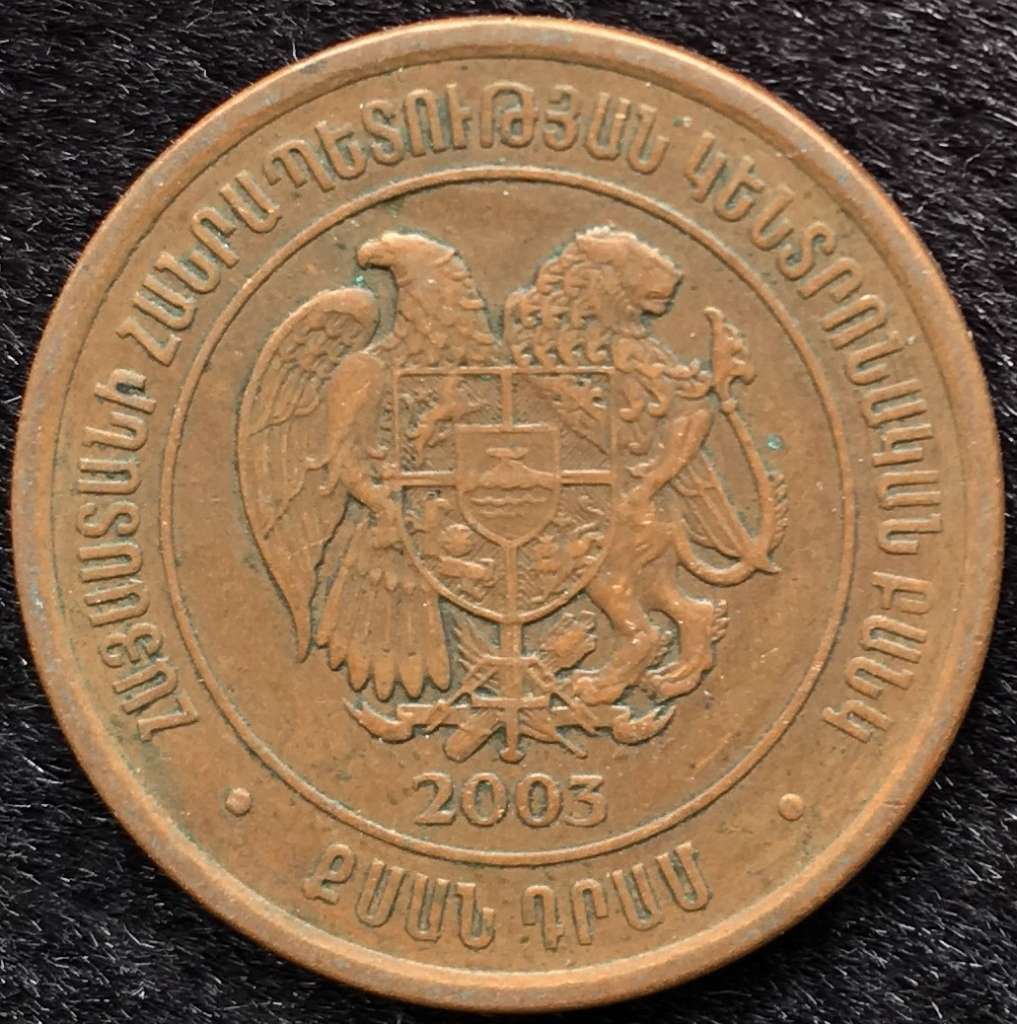 ՀԱՅԱՍՏԱՆԻ ՀԱՆՐԱՊԵՏՈՒԹՅԱՆ ԿԵՆՏՐՈՆԱԿԱՆ ԲԱՆԿ
2003
ՔՍԱՆ ԴՐԱՄ